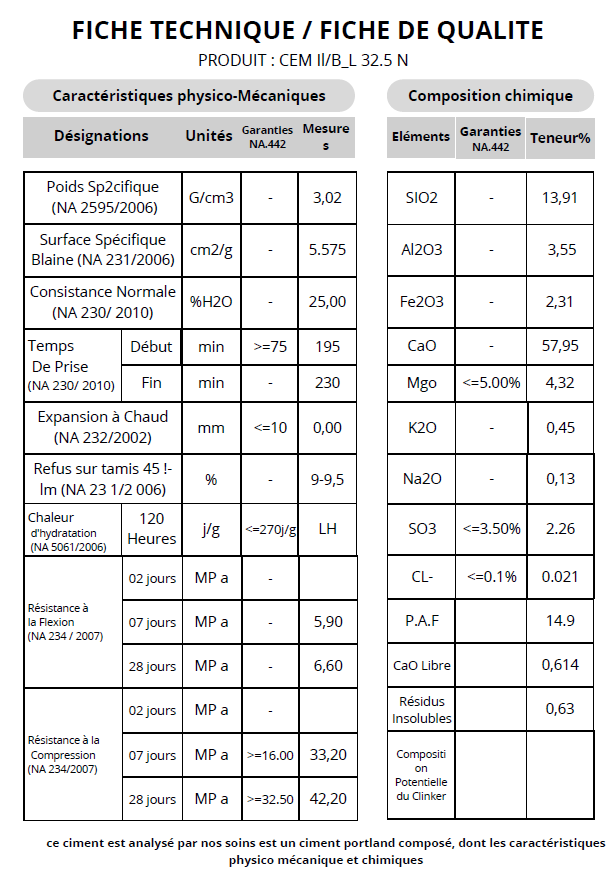 FICHE TECHNIQUE / FICHE DE QUALITE
PRODUIT : CEM Il/B_L 32.5 N
Caractéristiques physico-Mécaniques
Désignations Unités Garanties NA.442 Mesure s
Poids Sp2cifique
(NA 2595/2006) G/cm3 - 3,02
Surface Spécifique
Blaine (NA 231/2006) cm2/g - 5.575
Consistance Normale
(NA 230/ 2010) %H2O - 25,00
Temps
De Prise
(NA 230/ 2010)
Début min >=75 195
Fin min - 230
Expansion à Chaud
(NA 232/2002) mm <=10 0,00
Refus sur tamis 45 !-
lm (NA 23 1/2 006) % - 9-9,5
Chaleur
d'hydratation
(NA 5061/2006)
120
Heures j/g <=270j/g LH
Résistance à
la Flexion
(NA 234 / 2007)
02 jours MP a -
07 jours MP a - 5,90
28 jours MP a - 6,60
Résistance à la
Compression
(NA 234/2007)
02 jours MP a -
07 jours MP a >=16.00 33,20
28 jours MP a >=32.50 42,20
Composition chimique
Eléments Garanties NA.442 Teneur%
SIO2 - 13,91
Al2O3 - 3,55
Fe2O3 - 2,31
CaO - 57,95
Mgo <=5.00% 4,32
K2O - 0,45
Na2O - 0,13
SO3 <=3.50% 2.26
CL- <=0.1% 0.021
P.A.F 14.9
CaO Libre 0,614
Résidus
Insolubles 0,63
Compositi
on
Potentielle
du Clinker
ce ciment est analysé par nos soins est un ciment portland composé, dont les caractéristiques
physico mécanique et chimiques